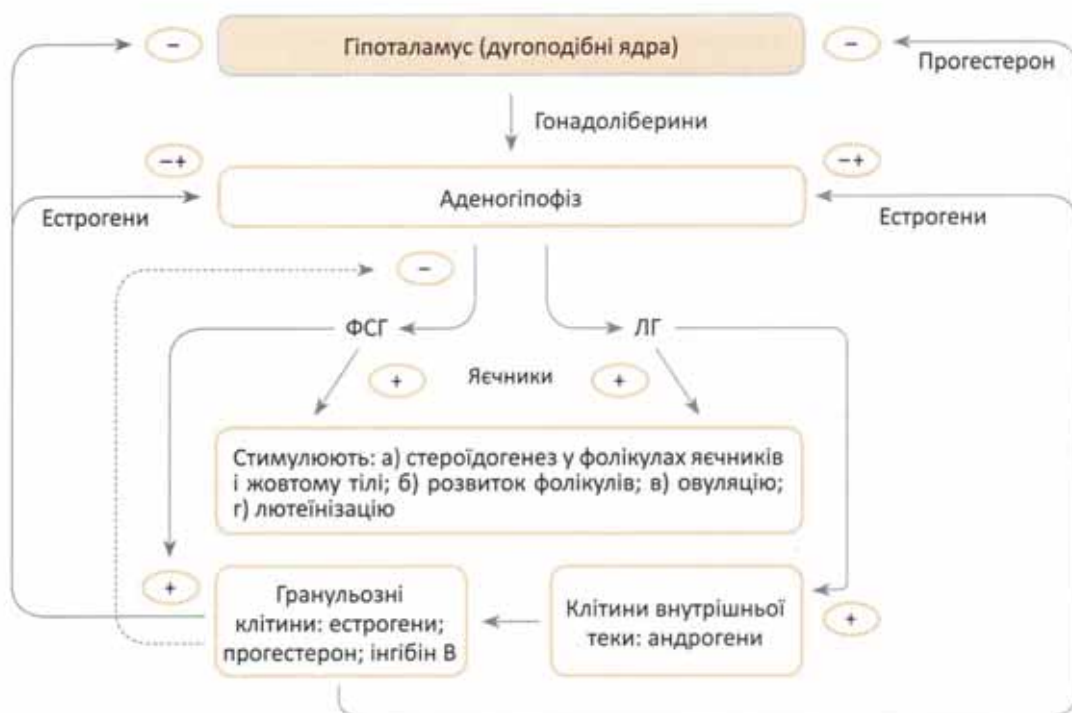 −
Гіпоталамус (дугоподібні ядра)
−
Прогестерон
Гонадоліберини
−+
−+
Аденогіпофіз
Естрогени
Естрогени
−
ФСГ
ЛГ
+
Яєчники
+
Стимулюють: а) стероїдогенез у фолікулах яєчників
і жовтому тілі; б) розвиток фолікулів; в) овуляцію;
г) лютеїнізацію
+
Гранульозні
клітини: естрогени;
прогестерон; інгібін В
Клітини внутрішньої
теки: андрогени
+